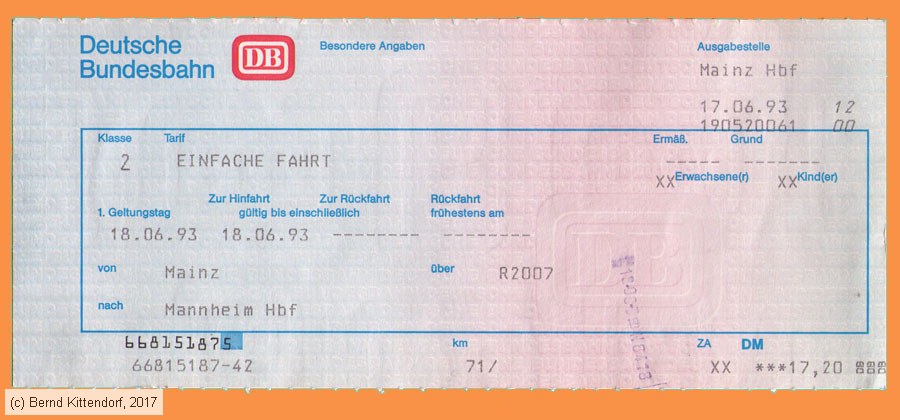 Deutsche Bundesbahn
DB
Besondere Angaben
Ausgabestelle
Mainz Hbf
17.06.93 12
190520061 00
Klasse Tarif Ermäß. Grund
2 EINFACHE FAHRT ----- -------
XX Erwachsene(r) XX Kind(er)
Zur Hinfahrt Zur Rückfahrt Rückfahrt
1. Geltungstag gültig bis einschließlich frühestens am
18.06.93 18.06.93 -------- --------
von Mainz über R2007
nach Mannheim Hbf
668151875
km ZA DM
66815187-42 71/ XX ***17,20
(c) Bernd Kittendorf, 2017